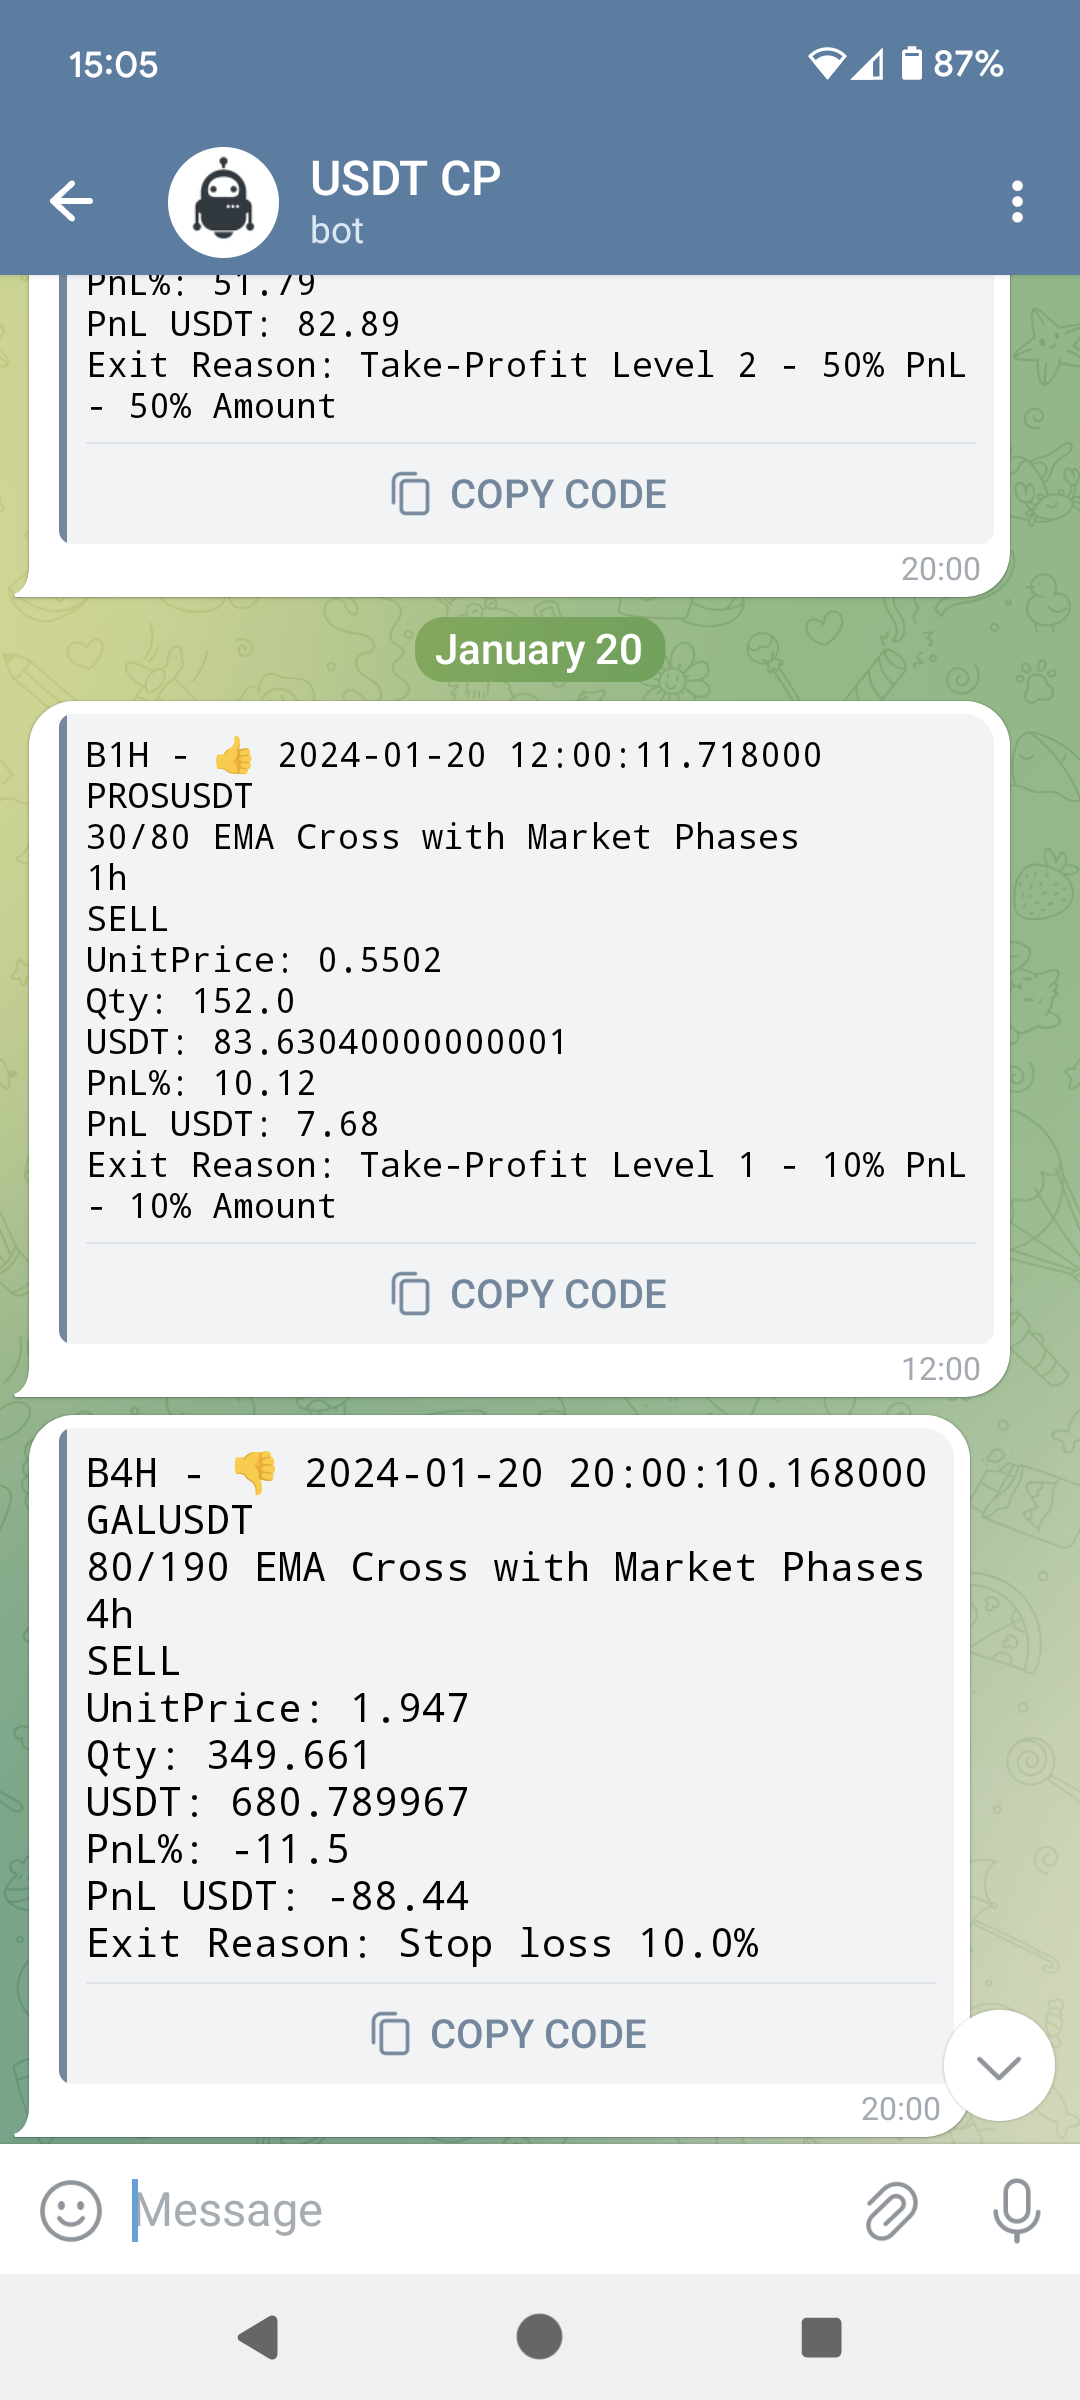 15:05
87%
USDT CP
bot
PnL%: 51.79
PnL USDT: 82.89
Exit Reason: Take-Profit Level 2 - 50% PnL
- 50% Amount
COPY CODE
20:00
January 20
B1H - 👍 2024-01-20 12:00:11.718000
PROSUSDT
30/80 EMA Cross with Market Phases
1h
SELL
UnitPrice: 0.5502
Qty: 152.0
USDT: 83.63040000000001
PnL%: 10.12
PnL USDT: 7.68
Exit Reason: Take-Profit Level 1 - 10% PnL
- 10% Amount
COPY CODE
12:00
B4H - 👎 2024-01-20 20:00:10.168000
GALUSDT
80/190 EMA Cross with Market Phases
4h
SELL
UnitPrice: 1.947
Qty: 349.661
USDT: 680.789967
PnL%: -11.5
PnL USDT: -88.44
Exit Reason: Stop loss 10.0%
COPY CODE
20:00
Message